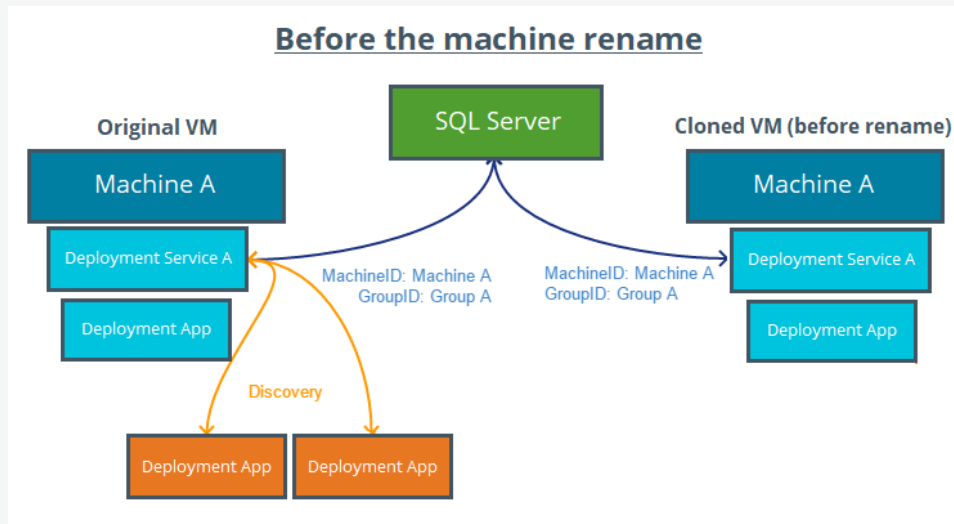 Before the machine rename
SQL Server
Original VM
Cloned VM (before rename)
Machine A
Machine A
Deployment Service A
Deployment Service A
MachineID: Machine A
GroupID: Group A
MachineID: Machine A
GroupID: Group A
Deployment App
Deployment App
Discovery
Deployment App
Deployment App